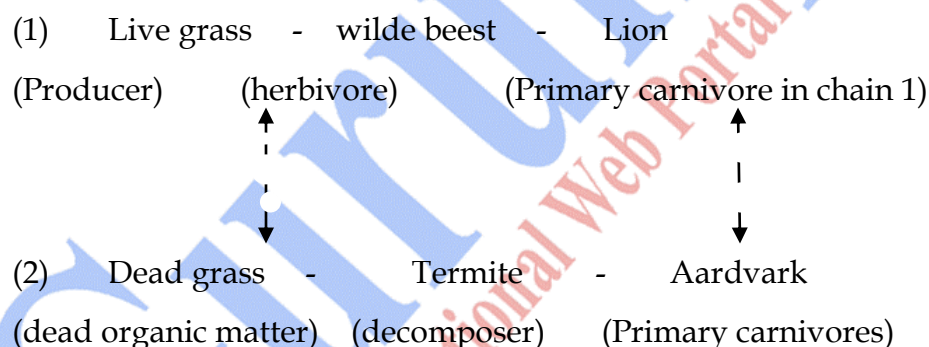 (1) Live grass - wilde beest - Lion
(Producer) (herbivore) (Primary carnivore in chain 1)
(2) Dead grass - Termite - Aardvark
(dead organic matter) (decomposer) (Primary carnivores)